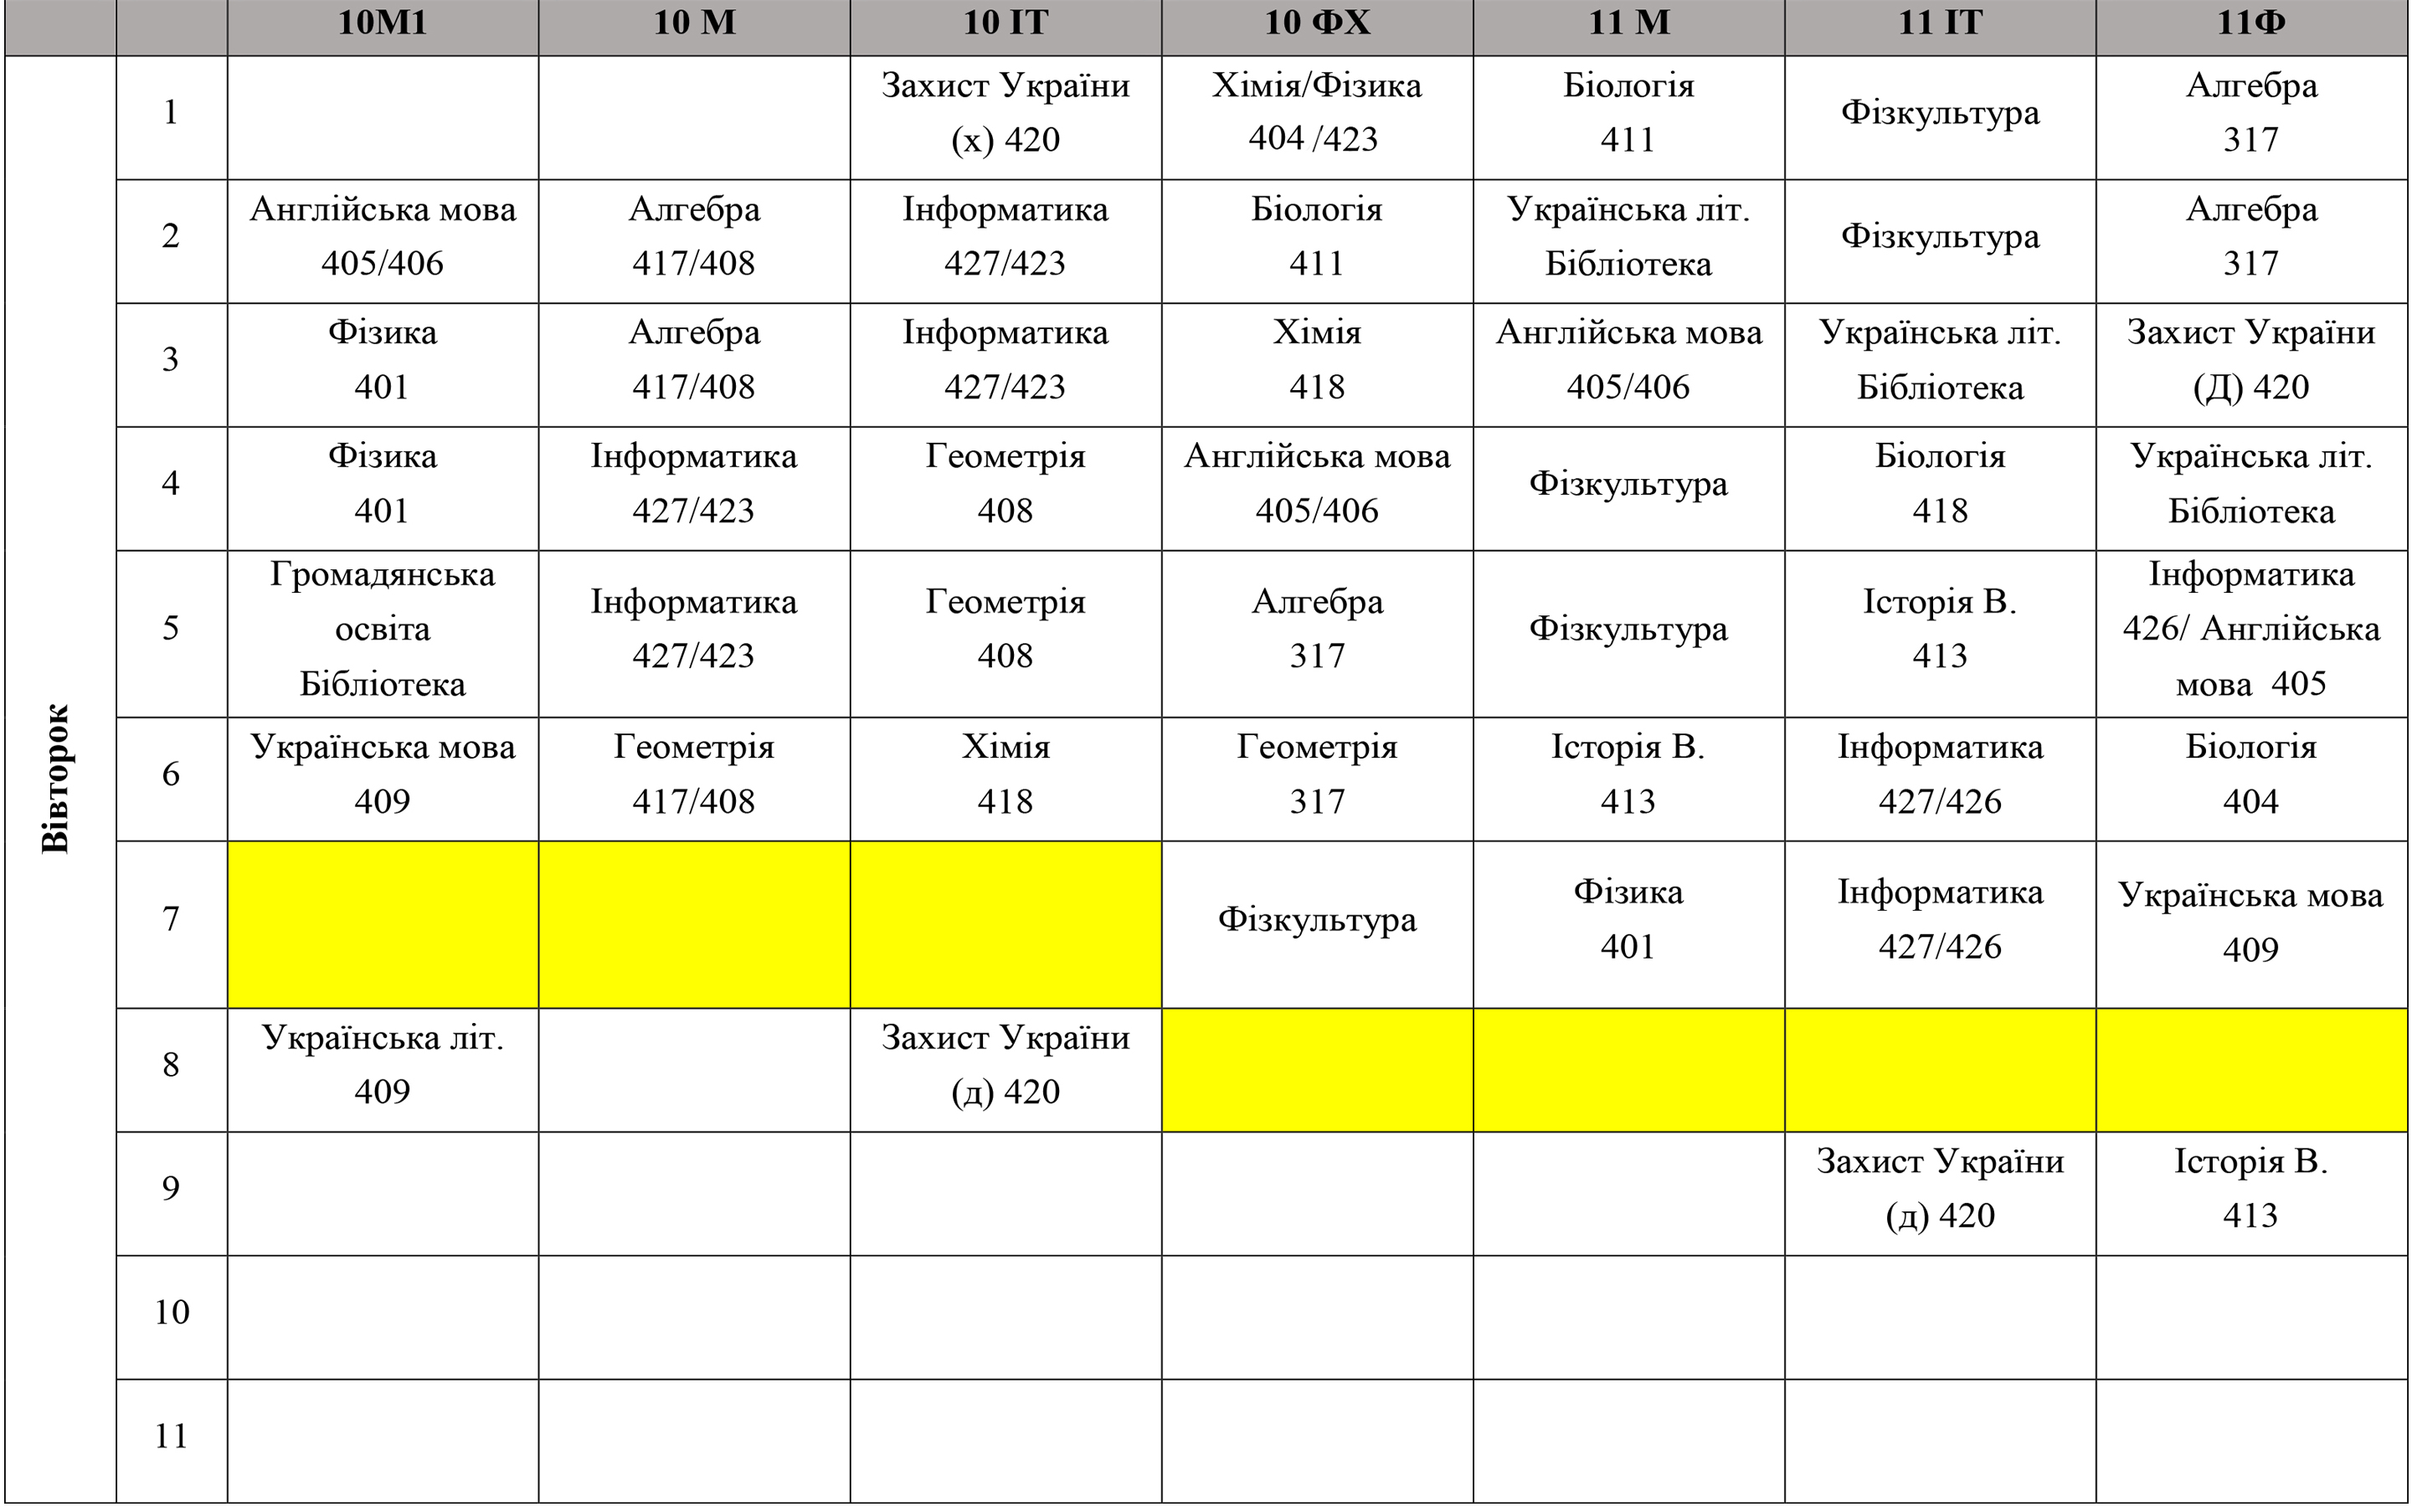 10М1 10 М 10 ІТ 10 ФХ 11 М 11 ІТ 11Ф
Вівторок
1
Захист України
(х) 420
Хімія/Фізика
404 /423
Біологія
411
Фізкультура
Алгебра
317
2
Англійська мова
405/406
Алгебра
417/408
Інформатика
427/423
Біологія
411
Українська літ.
Бібліотека
Фізкультура
Алгебра
317
3
Фізика
401
Алгебра
417/408
Інформатика
427/423
Хімія
418
Англійська мова
405/406
Українська літ.
Бібліотека
Захист України
(Д) 420
4
Фізика
401
Інформатика
427/423
Геометрія
408
Англійська мова
405/406
Фізкультура
Біологія
418
Українська літ.
Бібліотека
5
Громадянська
освіта
Бібліотека
Інформатика
427/423
Геометрія
408
Алгебра
317
Фізкультура
Історія В.
413
Інформатика
426/ Англійська
мова 405
6
Українська мова
409
Геометрія
417/408
Хімія
418
Геометрія
317
Історія В.
413
Інформатика
427/426
Біологія
404
7
Фізкультура
Фізика
401
Інформатика
427/426
Українська мова
409
8
Українська літ.
409
Захист України
(д) 420
9
Захист України
(д) 420
Історія В.
413
10
11